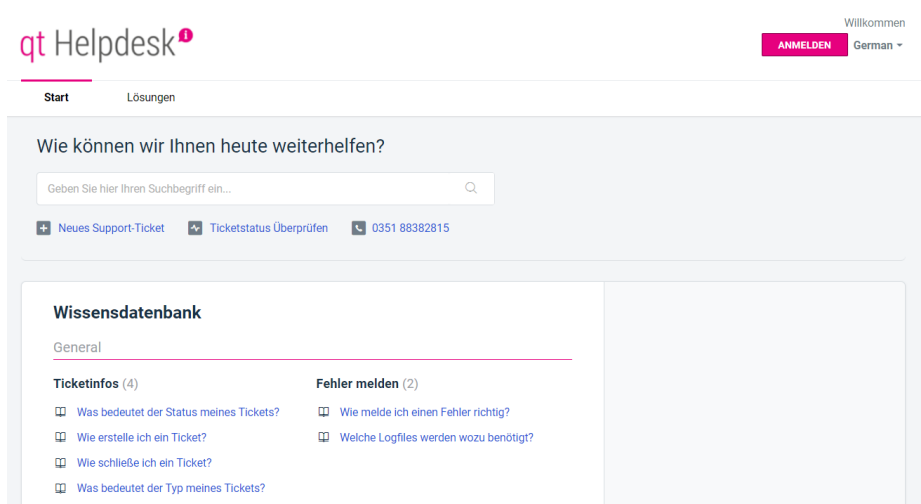 Willkommen
qt Helpdesk
ANMELDEN German
Start Lösungen
Wie können wir Ihnen heute weiterhelfen?
Geben Sie hier Ihren Suchbegriff ein...
Neues Support-Ticket Ticketstatus Überprüfen 0351 88382815
Wissensdatenbank
General
Ticketinfos (4) Fehler melden (2)
Was bedeutet der Status meines Tickets? Wie melde ich einen Fehler richtig?
Wie erstelle ich ein Ticket? Welche Logfiles werden wozu benötigt?
Wie schließe ich ein Ticket?
Was bedeutet der Typ meines Tickets?